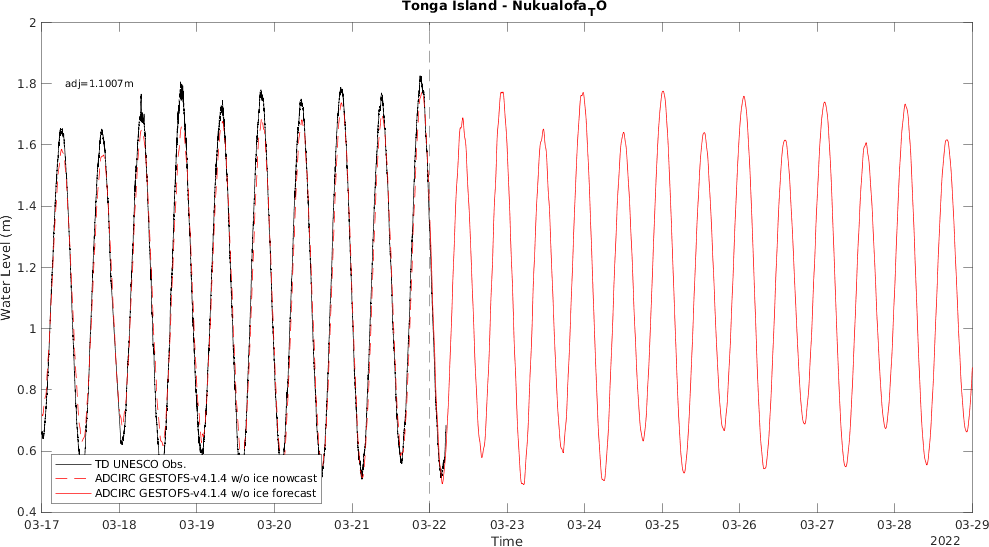 Tonga Island - NukualofaTO
adj=1.1007m
Water Level (m)
2
1.8
1.6
1.4
1.2
1
0.8
0.6
0.4
TD UNESCO Obs.
ADCIRC GESTOFS-v4.1.4 w/o ice nowcast
ADCIRC GESTOFS-v4.1.4 w/o ice forecast
03-17 03-18 03-19 03-20 03-21 03-22 03-23 03-24 03-25 03-26 03-27 03-28 03-29
Time
2022